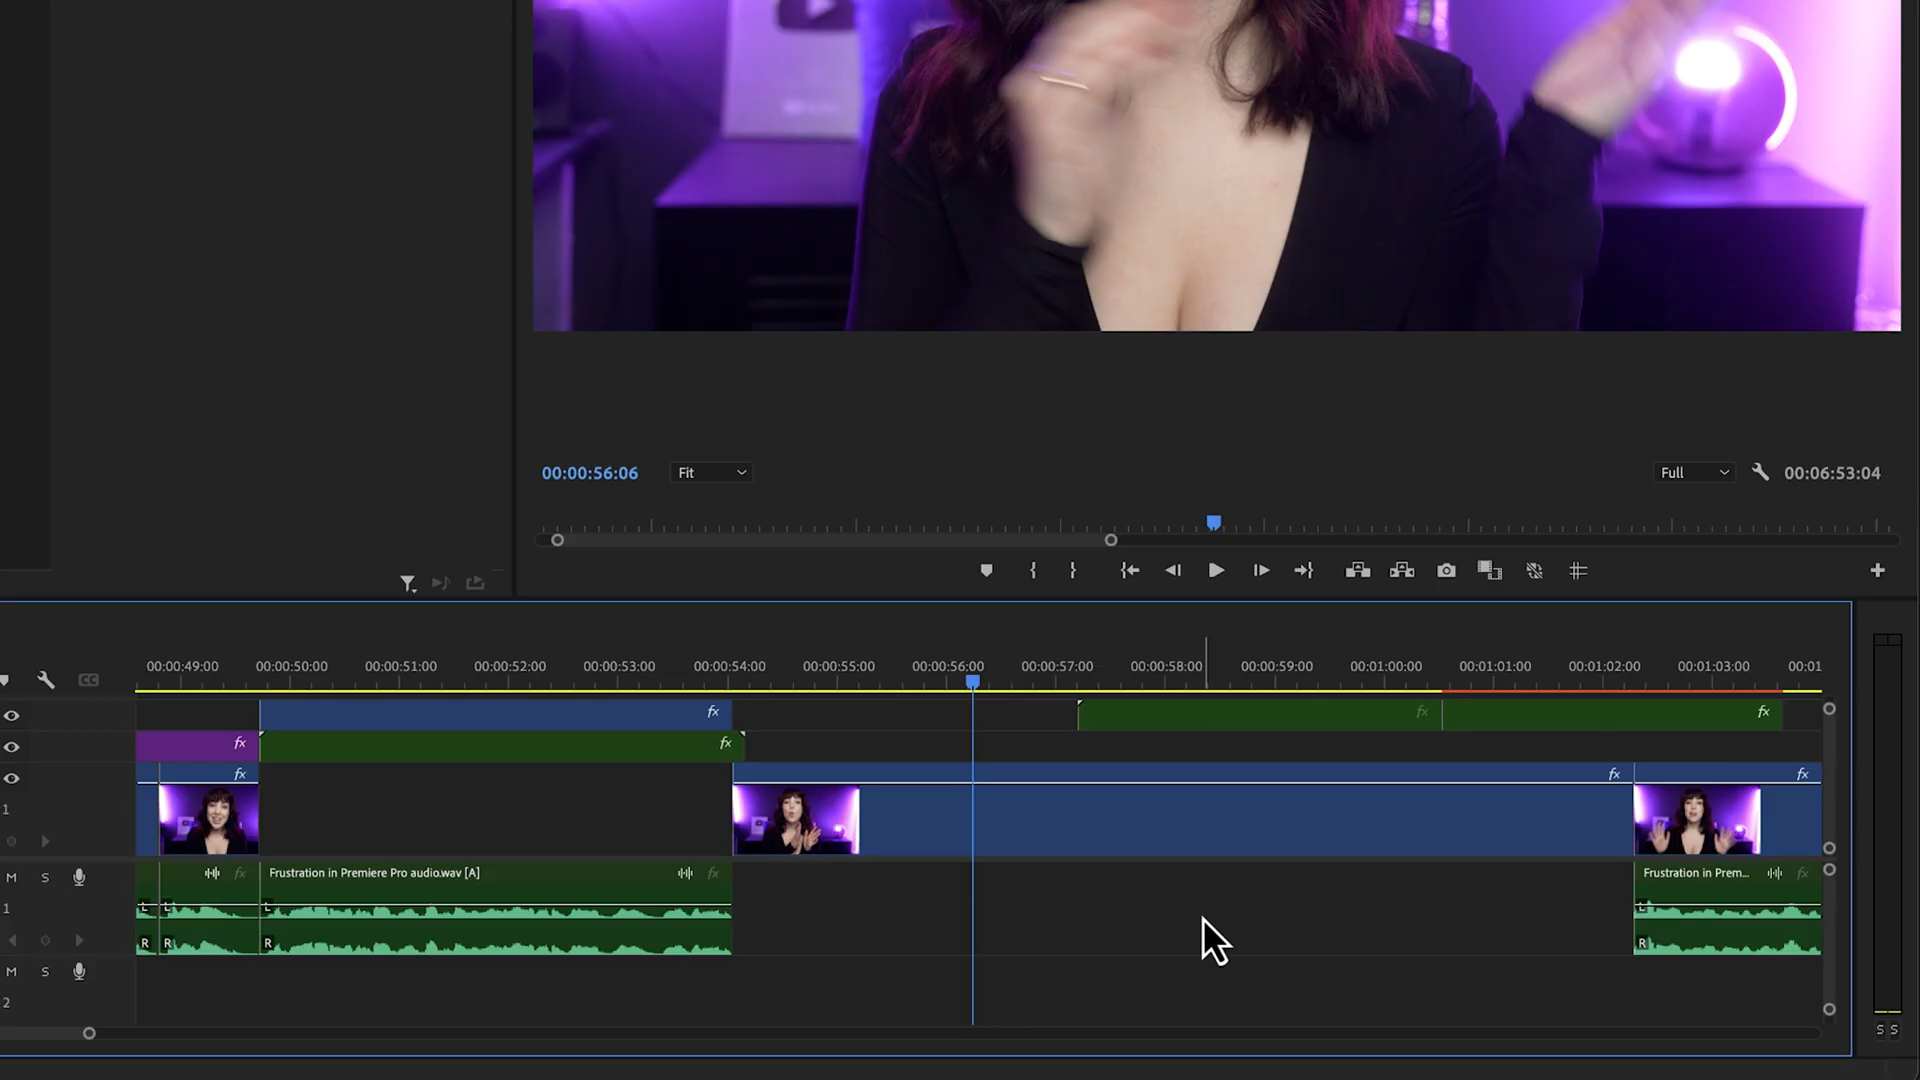 00:00:56:06 Fit Full 00:06:53:04
00:00:49:00 00:00:50:00 00:00:51:00 00:00:52:00 00:00:53:00 00:00:54:00 00:00:55:00 00:00:56:00 00:00:57:00 00:00:58:00 00:00:59:00 00:01:00:00 00:01:01:00 00:01:02:00 00:01:03:00 00:01
CC
fx fx fx
fx fx
fx fx fx
1
M S fx Frustration in Premiere Pro audio.wav [A] fx Frustration in Prem... fx
1 L L L L
R R R R
M S
2
S S